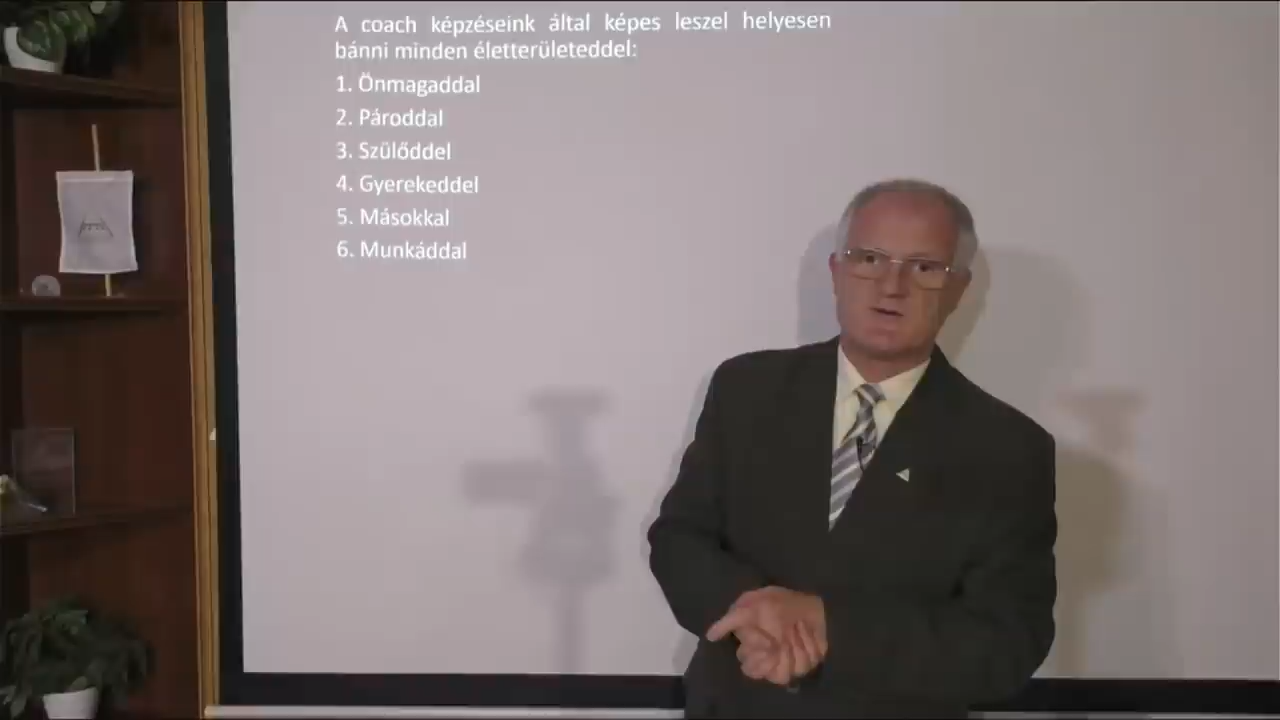 A coach képzéseink által képes leszel helyesen
bánni minden életterületeddel:
1. Önmagaddal
2. Pároddal
3. Szülőddel
4. Gyerekeddel
5. Másokkal
6. Munkáddal